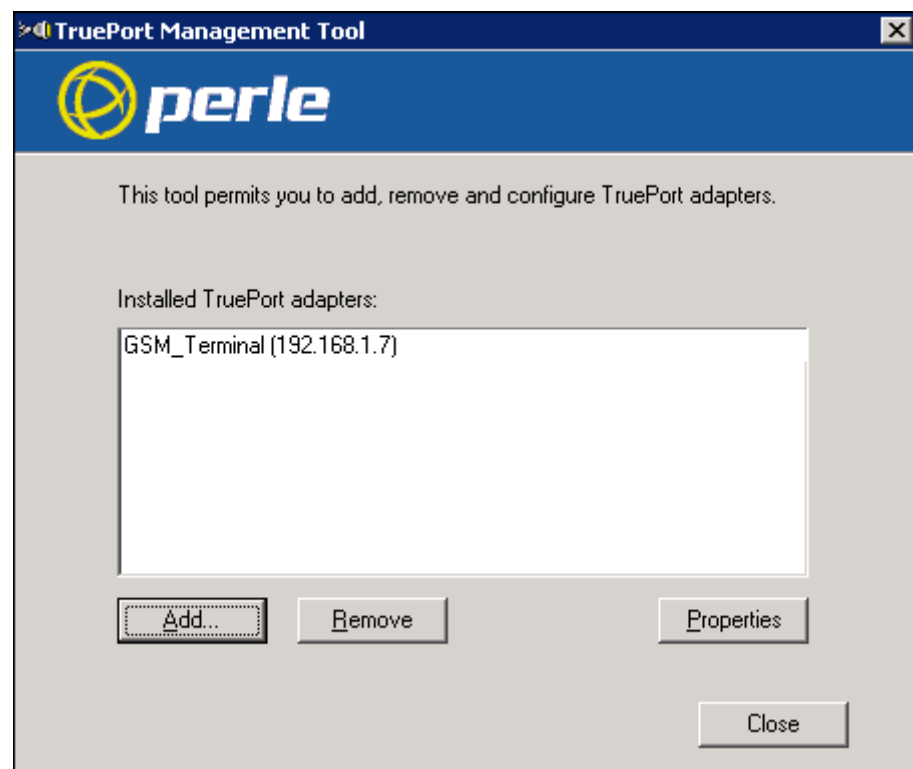 TruePort Management Tool
perle
This tool permits you to add, remove and configure TruePort adapters.
Installed TruePort adapters:
GSM_Terminal (192.168.1.7)
Add...
Remove
Properties
Close